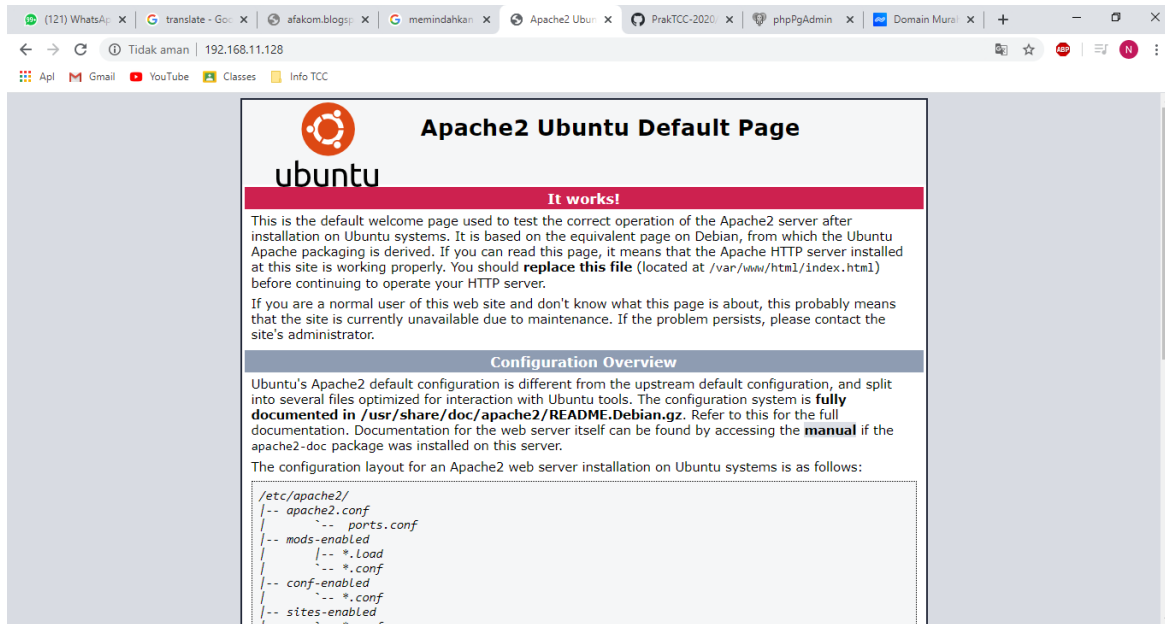 (121) WhatsAp
translate - Goo
afakom.blogsp
memindahkan
Apache2 Ubun
PrakTCC-2020/
phpPgAdmin
Domain Murah
Tidak aman | 192.168.11.128
ABP
N
Apl
Gmail
YouTube
Classes
Info TCC
ubuntu
Apache2 Ubuntu Default Page
It works!
This is the default welcome page used to test the correct operation of the Apache2 server after
installation on Ubuntu systems. It is based on the equivalent page on Debian, from which the Ubuntu
Apache packaging is derived. If you can read this page, it means that the Apache HTTP server installed
at this site is working properly. You should replace this file (located at /var/www/html/index.html)
before continuing to operate your HTTP server.
If you are a normal user of this web site and don't know what this page is about, this probably means
that the site is currently unavailable due to maintenance. If the problem persists, please contact the
site's administrator.
Configuration Overview
Ubuntu's Apache2 default configuration is different from the upstream default configuration, and split
into several files optimized for interaction with Ubuntu tools. The configuration system is fully
documented in /usr/share/doc/apache2/README.Debian.gz. Refer to this for the full
documentation. Documentation for the web server itself can be found by accessing the manual if the
apache2-doc package was installed on this server.
The configuration layout for an Apache2 web server installation on Ubuntu systems is as follows:
/etc/apache2/
|-- apache2.conf
|       `--  ports.conf
|-- mods-enabled
|       |-- *.load
|       `-- *.conf
|-- conf-enabled
|       `-- *.conf
|-- sites-enabled